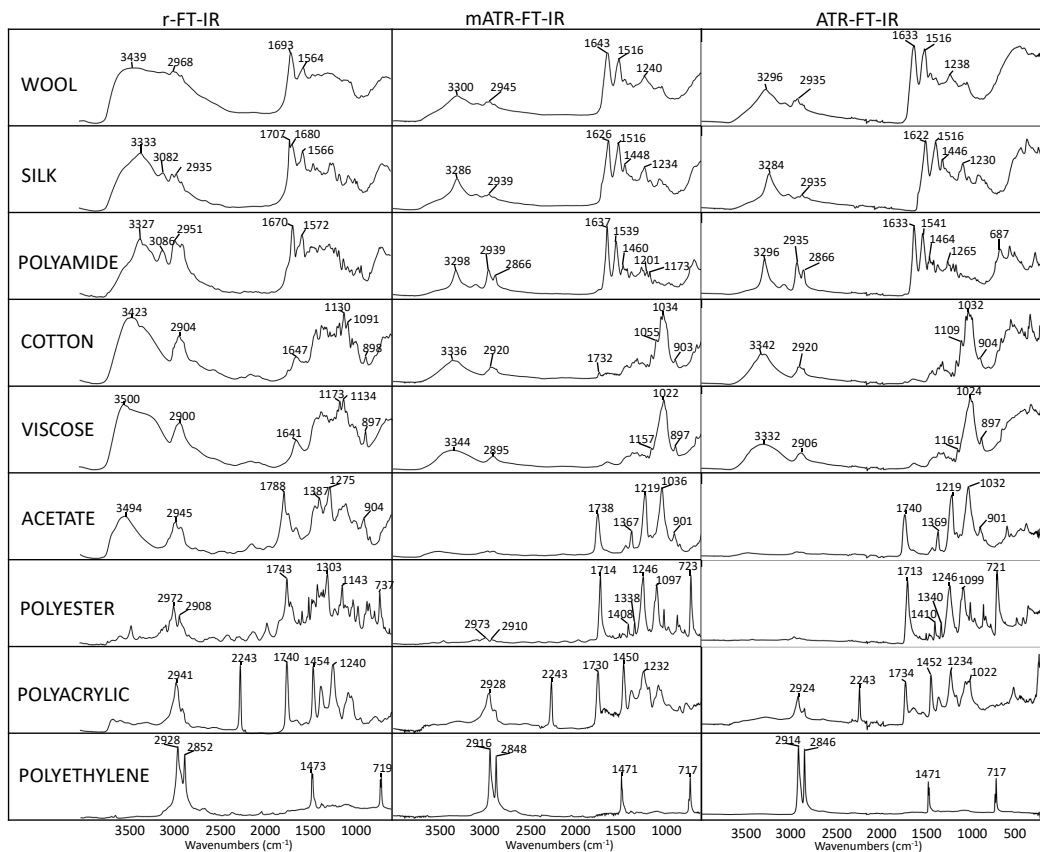 r-FT-IR mATR-FT-IR ATR-FT-IR
WOOL 3439 2968 1693 1564 3300 2945 1643 1516 1240 3296 2935 1633 1516 1238
SILK 3333 3082 2935 1707 1680 1566 3286 2939 1626 1516 1448 1234 3284 2935 1622 1516 1446 1230
POLYAMIDE 3327 3086 2951 1670 1572 3298 2939 2866 1637 1539 1460 1201 1173 3296 2935 2866 1633 1541 1464 1265 687
COTTON 3423 2904 1647 1130 1091 898 3336 2920 1732 1055 1034 903 3342 2920 1109 1032 904
VISCOSE 3500 2900 1641 1173 1134 897 3344 2895 1157 1022 897 3332 2906 1161 1024 897
ACETATE 3494 2945 1788 1387 1275 904 1738 1367 1219 1036 901 1740 1369 1219 1032 901
POLYESTER 2972 2908 1743 1303 1143 737 2973 2910 1714 1408 1338 1246 1097 723 1713 1410 1340 1246 1099 721
POLYACRYLIC 2941 2243 1740 1454 1240 2928 2243 1730 1450 1232 2924 2243 1734 1452 1234 1022
POLYETHYLENE 2928 2852 1473 719 2916 2848 1471 717 2914 2846 1471 717
3500 3000 2500 2000 1500 1000 3500 3000 2500 2000 1500 1000 3500 3000 2500 2000 1500 1000 500
Wavenumbers (cm⁻¹) Wavenumbers (cm⁻¹) Wavenumbers (cm⁻¹)